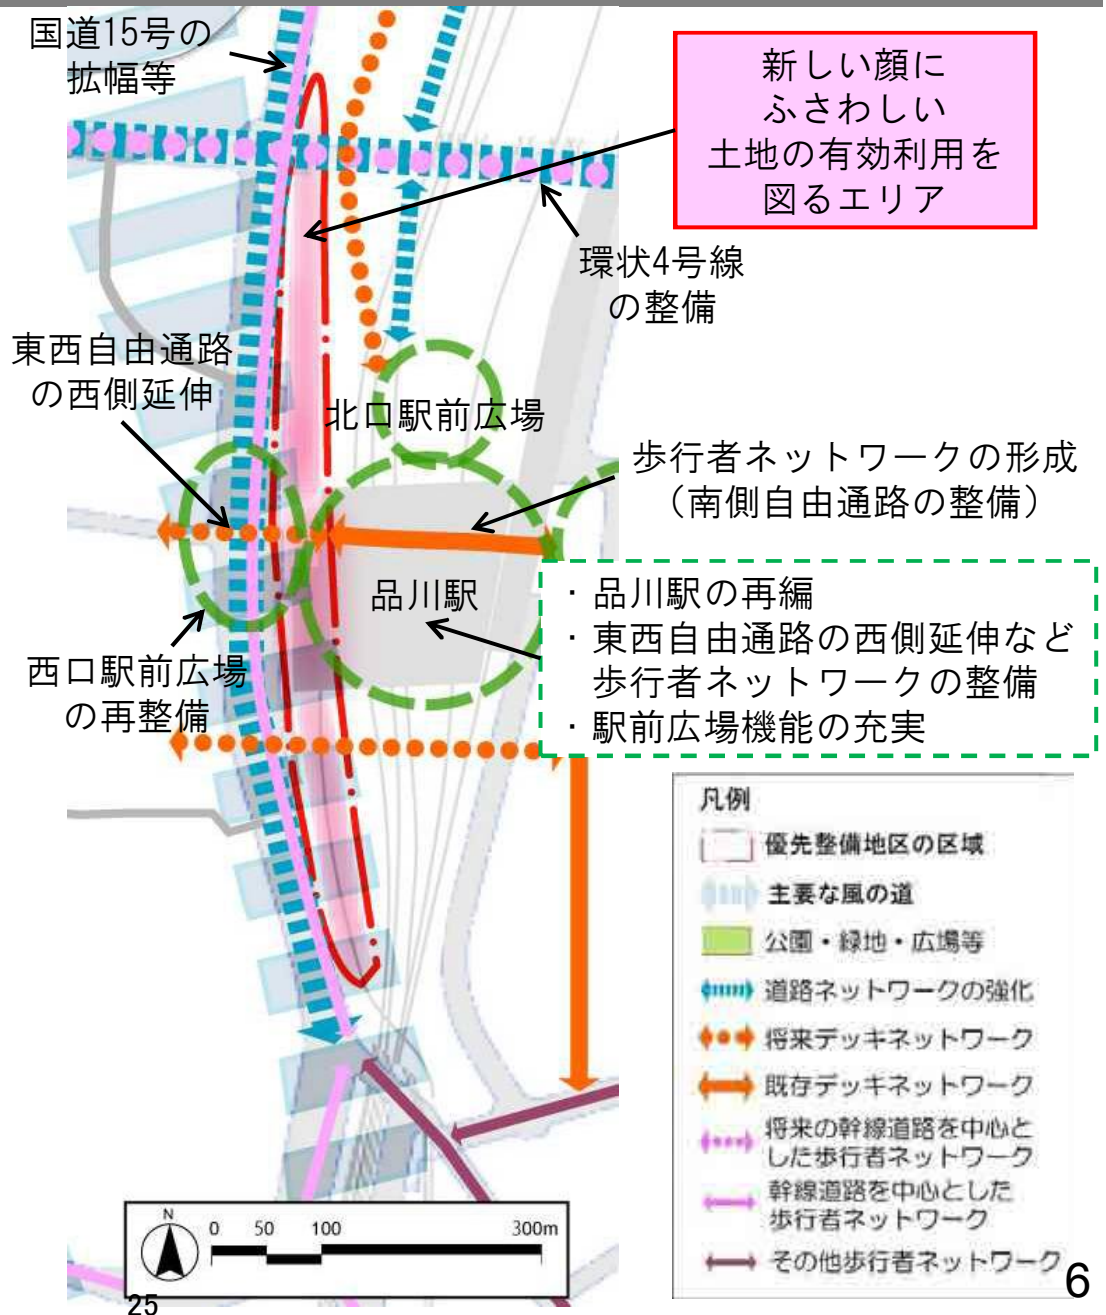 国道15号の
拡幅等
新しい顔に
ふさわしい
土地の有効利用を
図るエリア
環状4号線
の整備
東西自由通路
の西側延伸
北口駅前広場
歩行者ネットワークの形成
（南側自由通路の整備）
品川駅
・品川駅の再編
・東西自由通路の西側延伸など
歩行者ネットワークの整備
・駅前広場機能の充実
西口駅前広場
の再整備
凡例
優先整備地区の区域
主要な風の道
公園・緑地・広場等
道路ネットワークの強化
将来デッキネットワーク
既存デッキネットワーク
将来の幹線道路を中心と
した歩行者ネットワーク
幹線道路を中心とした
歩行者ネットワーク
その他歩行者ネットワーク
N
0 50 100 300m
25
6